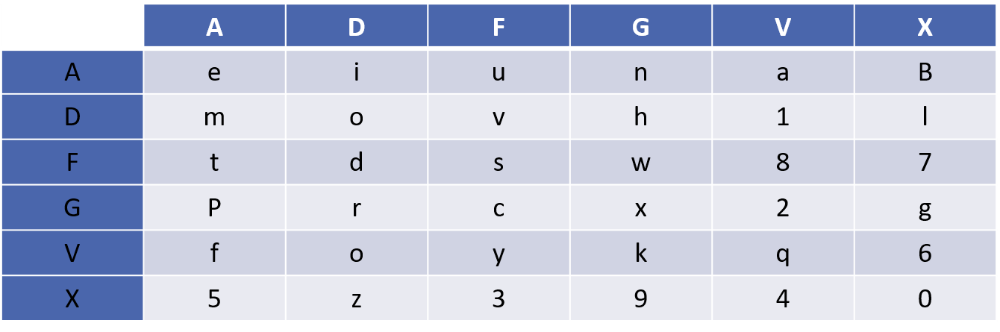 A D F G V X
A e i u n a B
D m o v h 1 l
F t d s w 8 7
G P r c x 2 g
V f o y k q 6
X 5 z 3 9 4 0